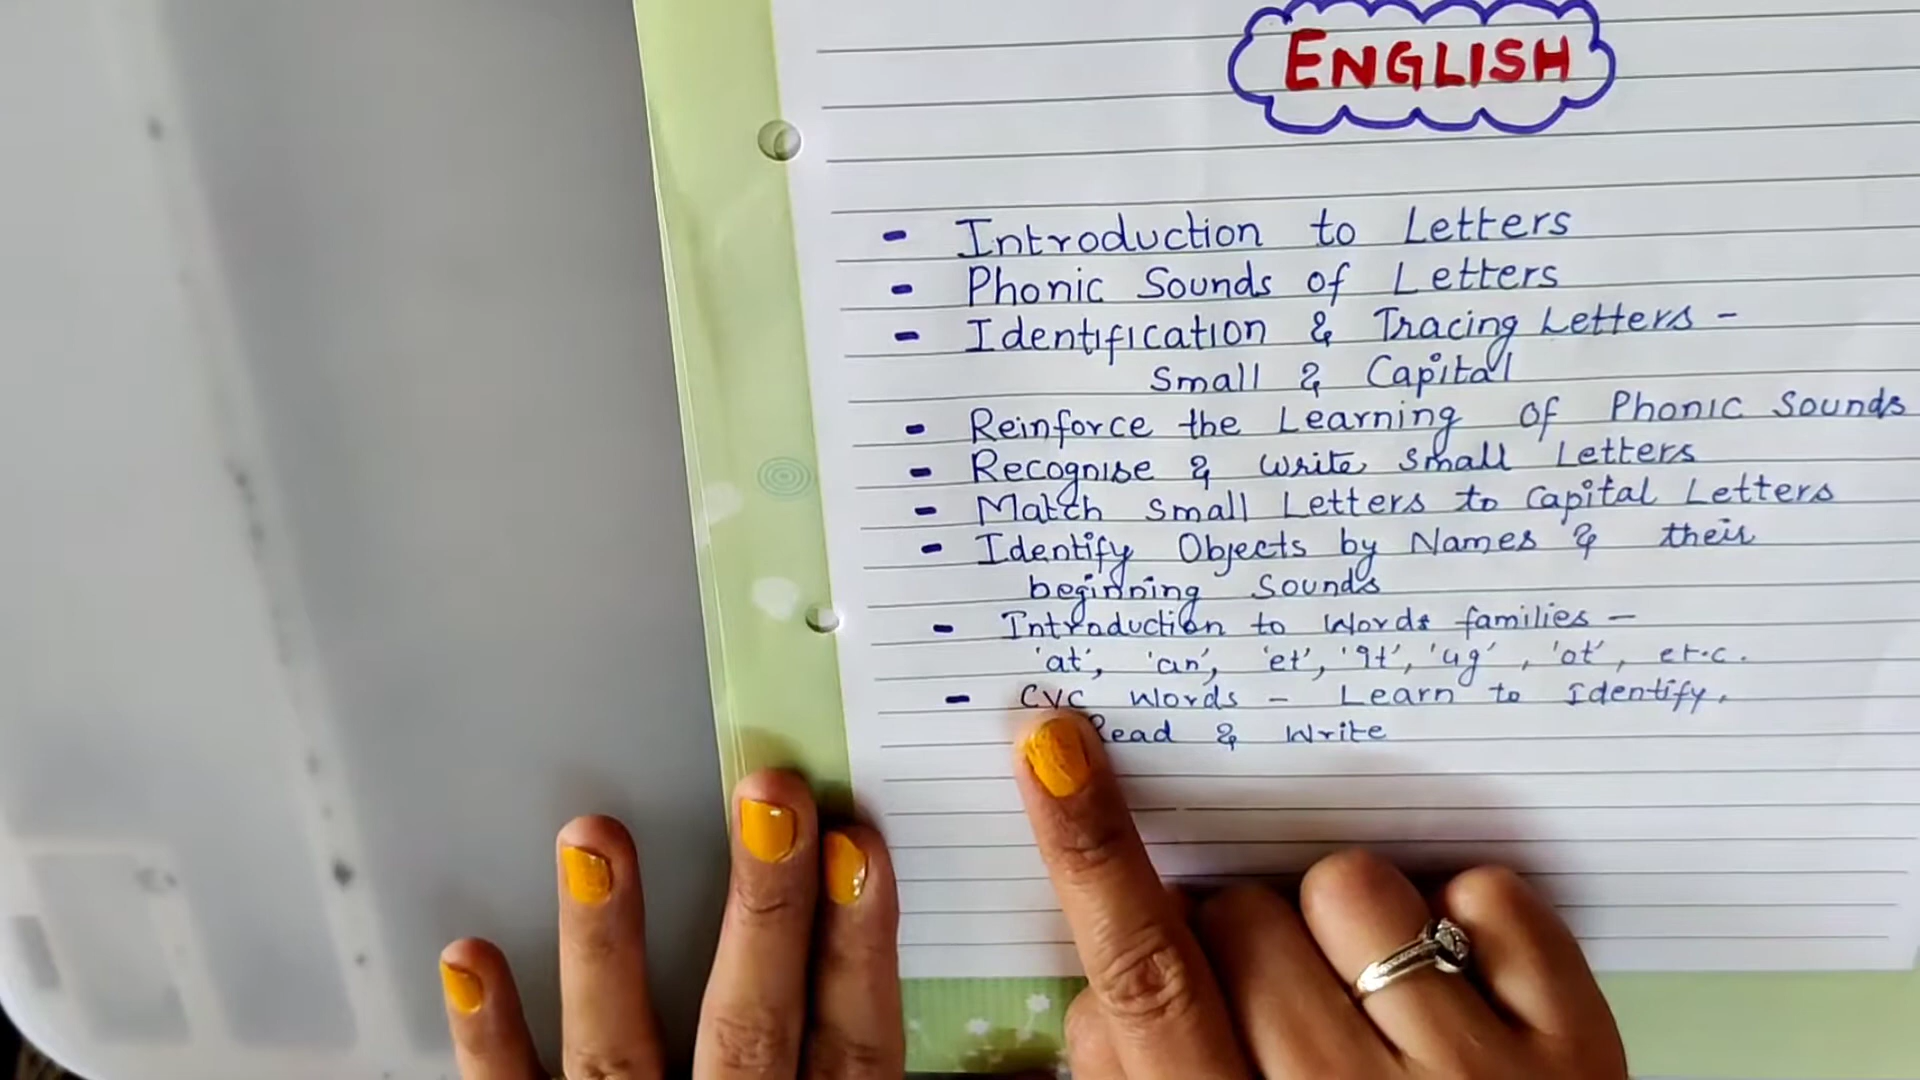 ENGLISH
- Introduction to Letters
- Phonic Sounds of Letters
- Identification & Tracing Letters -
Small & Capital
- Reinforce the Learning of Phonic Sounds
- Recognise & write small Letters
- Match small Letters to capital Letters
- Identify Objects by Names & their
beginning Sounds
- Introduction to Words families -
'at', 'an', 'et', 'it', 'ug', 'ot', etc.
- CVC Words - Learn to Identify,
Read & Write